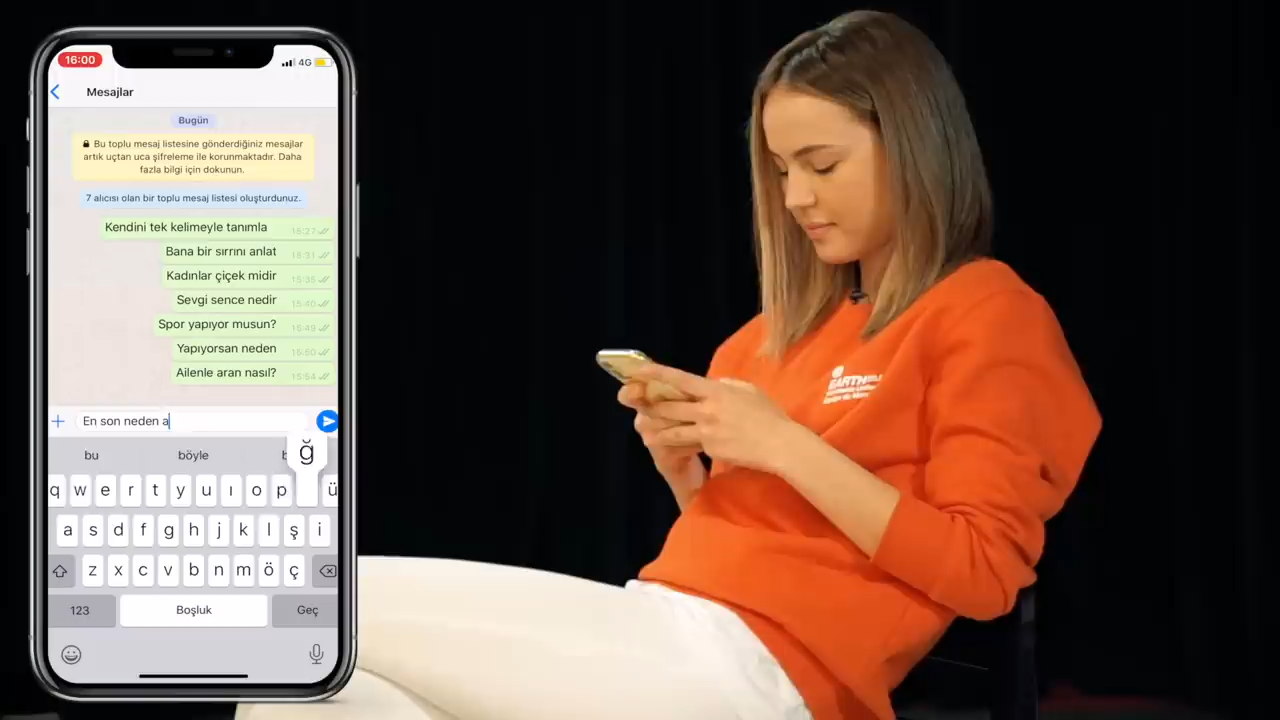 16:00
4G
Mesajlar
Bugün
Bu toplu mesaj listesine gönderdiğiniz mesajlar
artık uçtan uca şifreleme ile korunmaktadır. Daha
fazla bilgi için dokunun.
7 alıcısı olan bir toplu mesaj listesi oluşturdunuz.
Kendini tek kelimeyle tanımla 15:27
Bana bir sırrını anlat 15:31
Kadınlar çiçek midir 15:35
Sevgi sence nedir 15:40
Spor yapıyor musun? 15:49
Yapıyorsan neden 15:50
Ailenle aran nasıl? 15:54
En son neden a
bu böyle
ğ
q w e r t y u ı o p ü
a s d f g h j k l ş i
z x c v b n m ö ç
123 Boşluk Geç
EARTH